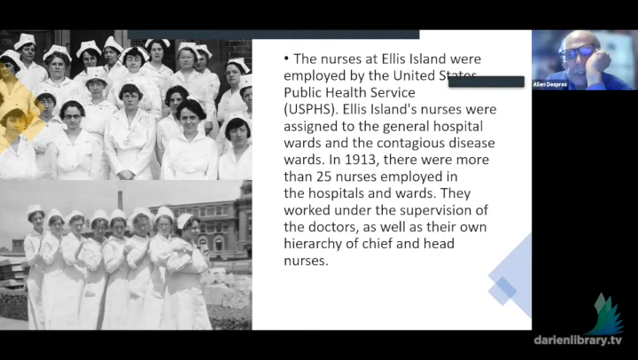 • The nurses at Ellis Island were
employed by the United States
Public Health Service
(USPHS). Ellis Island's nurses were
assigned to the general hospital
wards and the contagious disease
wards. In 1913, there were more
than 25 nurses employed in
the hospitals and wards. They
worked under the supervision of
the doctors, as well as their own
hierarchy of chief and head
nurses.
Allen Despres
darienlibrary.tv